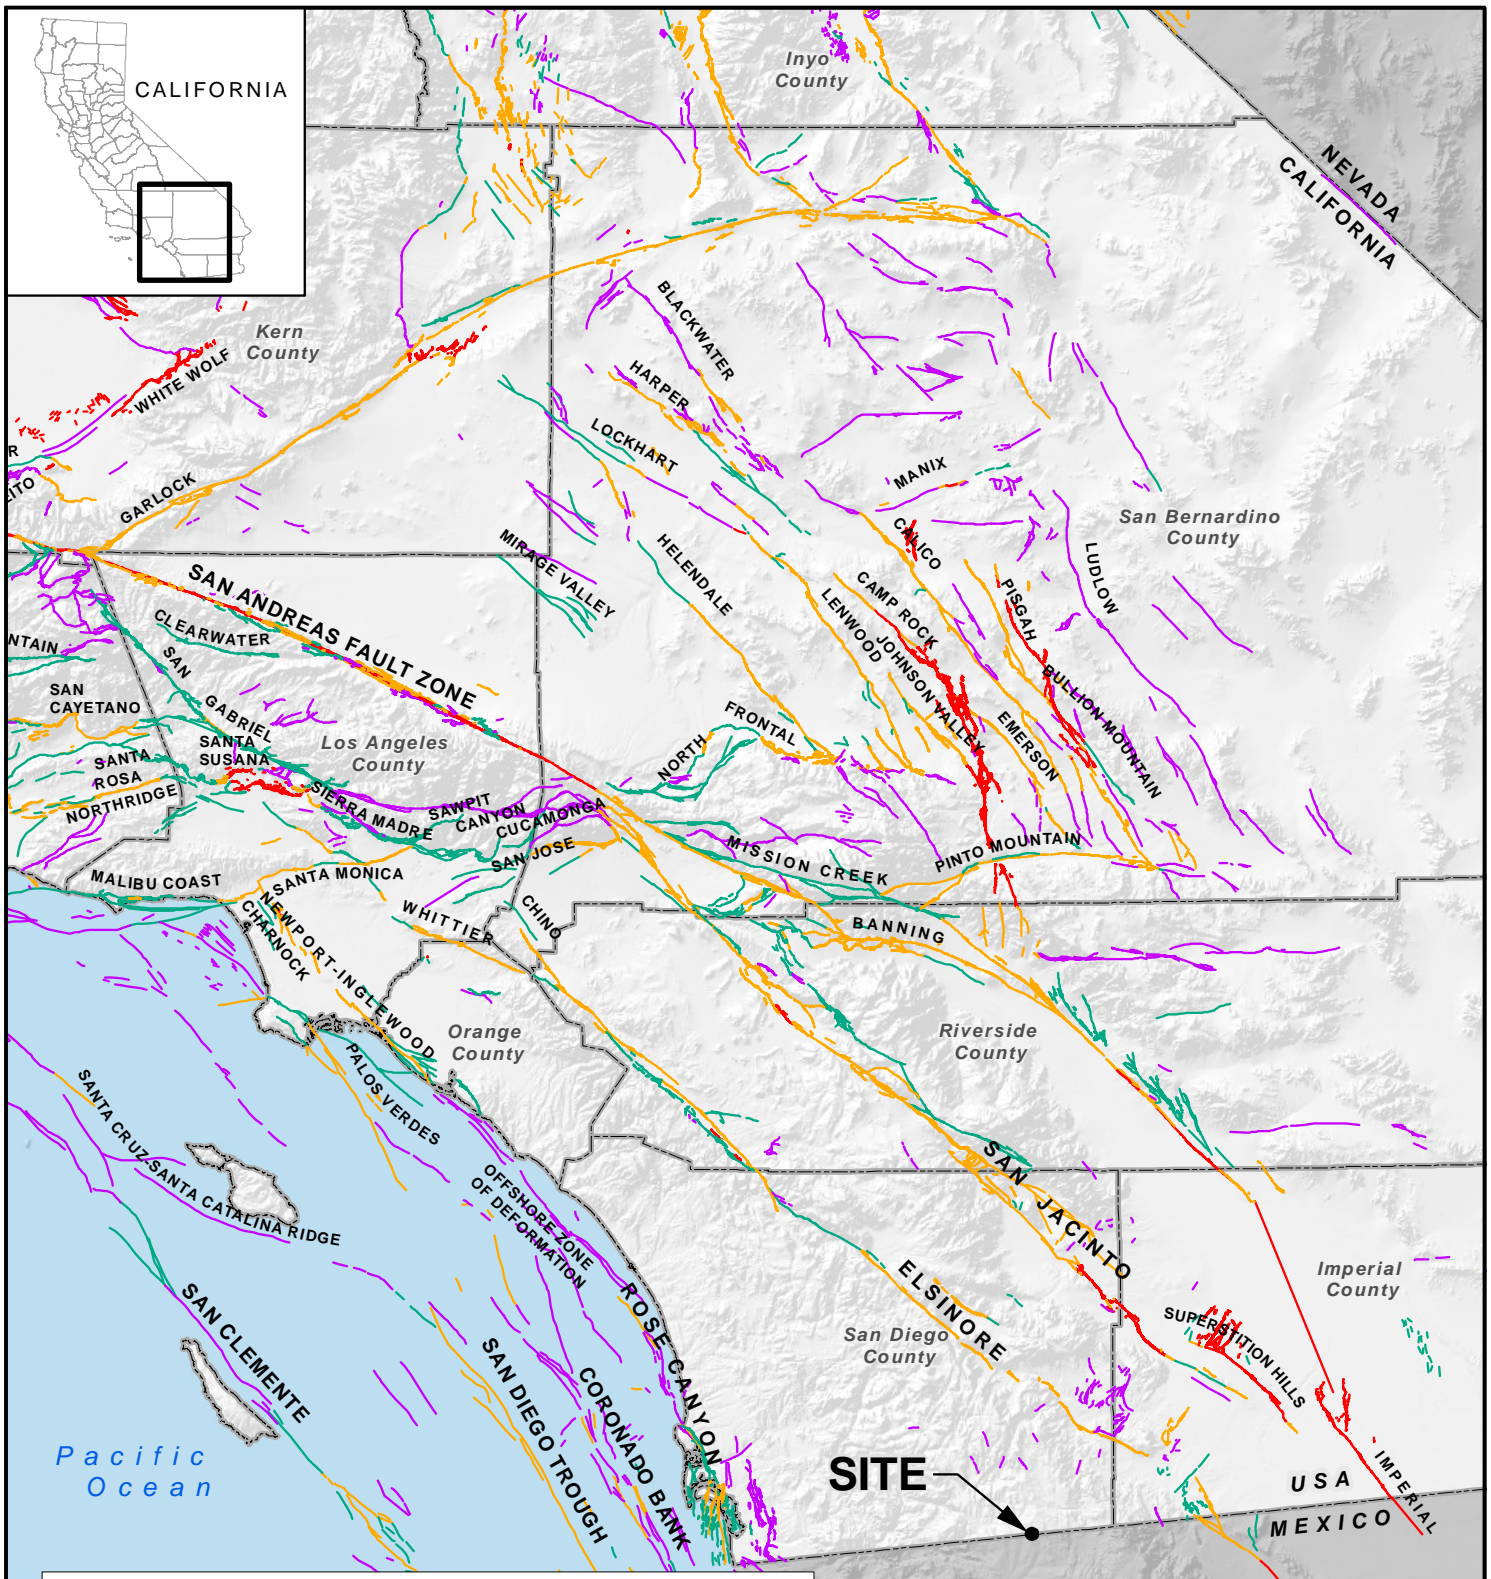 CALIFORNIA
Inyo
County
NEVADA
CALIFORNIA
Kern
County
WHITE WOLF
BLACKWATER
HARPER
LOCKHART
R
LITO
GARLOCK
MANIX
CALICO
San Bernardino
County
LUDLOW
MIRAGE VALLEY
HELENDALE
PISGAH
CAMP ROCK
LENWOOD
JOHNSON VALLEY
BULLION MOUNTAIN
EMERSON
SAN ANDREAS FAULT ZONE
CLEARWATER
NTAIN
SAN
GABRIEL
SAN
CAYETANO
SANTA
SUSANA
SANTA
ROSA
NORTHRIDGE
Los Angeles
County
NORTH
FRONTAL
SIERRA MADRE
SAWPIT
CANYON
CUCAMONGA
SAN JOSE
MISSION CREEK
PINTO MOUNTAIN
MALIBU COAST
SANTA MONICA
NEWPORT-INGLEWOOD
CHARNOCK
WHITTIER
CHINO
BANNING
Orange
County
Riverside
County
PALOS VERDES
SANTA CRUZ-SANTA CATALINA RIDGE
OFFSHORE ZONE
OF DEFORMATION
SAN JACINTO
ELSINORE
Imperial
County
SUPERSTITION HILLS
San Diego
County
SAN CLEMENTE
SAN DIEGO TROUGH
CORONADO BANK
ROSE CANYON
Pacific
Ocean
SITE
USA
MEXICO
IMPERIAL